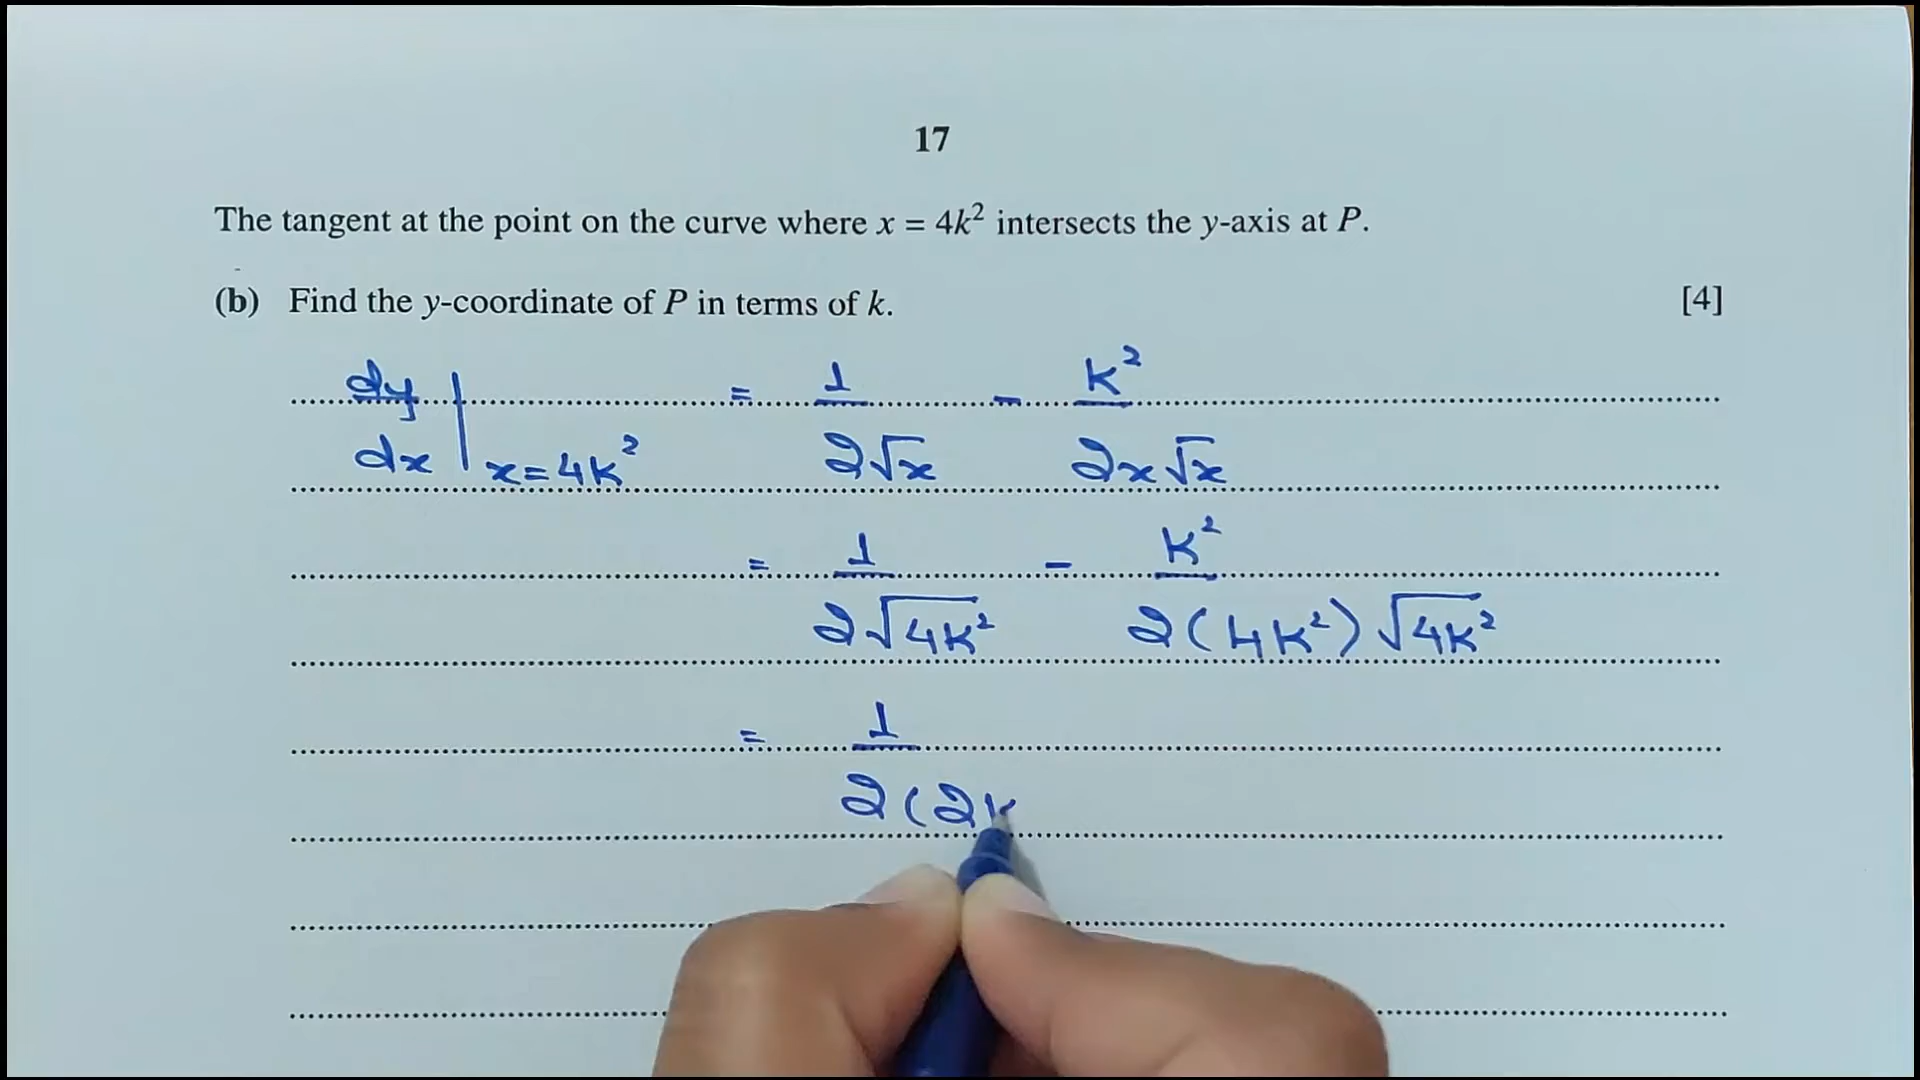 17
The tangent at the point on the curve where x = 4k² intersects the y-axis at P.
(b) Find the y-coordinate of P in terms of k. [4]
dy/dx | x=4k² = 1/2√x - k²/2x√x
= 1/2√4k² - k²/2(4k²)√4k²
= 1/2(2k